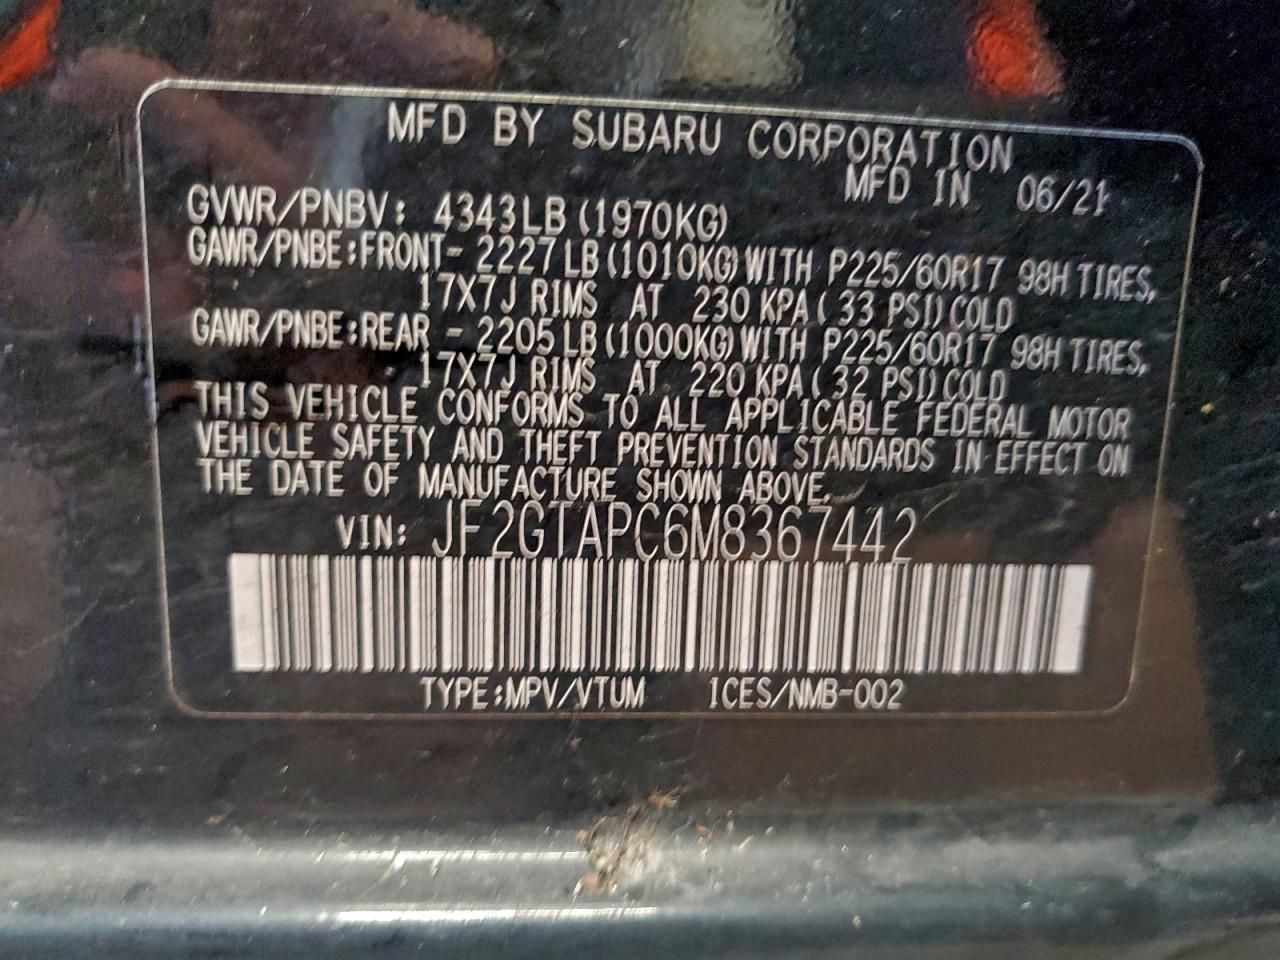 MFD BY SUBARU CORPORATION
MFD IN 06/21
GVWR/PNBV: 4343LB(1970KG)
GAWR/PNBE:FRONT- 2227LB(1010KG)WITH P225/60R17 98H TIRES,
17X7J RIMS AT 230 KPA(33 PSI)COLD
GAWR/PNBE:REAR - 2205LB(1000KG)WITH P225/60R17 98H TIRES,
17X7J RIMS AT 220 KPA(32 PSI)COLD
THIS VEHICLE CONFORMS TO ALL APPLICABLE FEDERAL MOTOR
VEHICLE SAFETY AND THEFT PREVENTION STANDARDS IN EFFECT ON
THE DATE OF MANUFACTURE SHOWN ABOVE.
VIN: JF2GTAPC6M8367442
TYPE:MPV/VTUM ICES/NMB-002